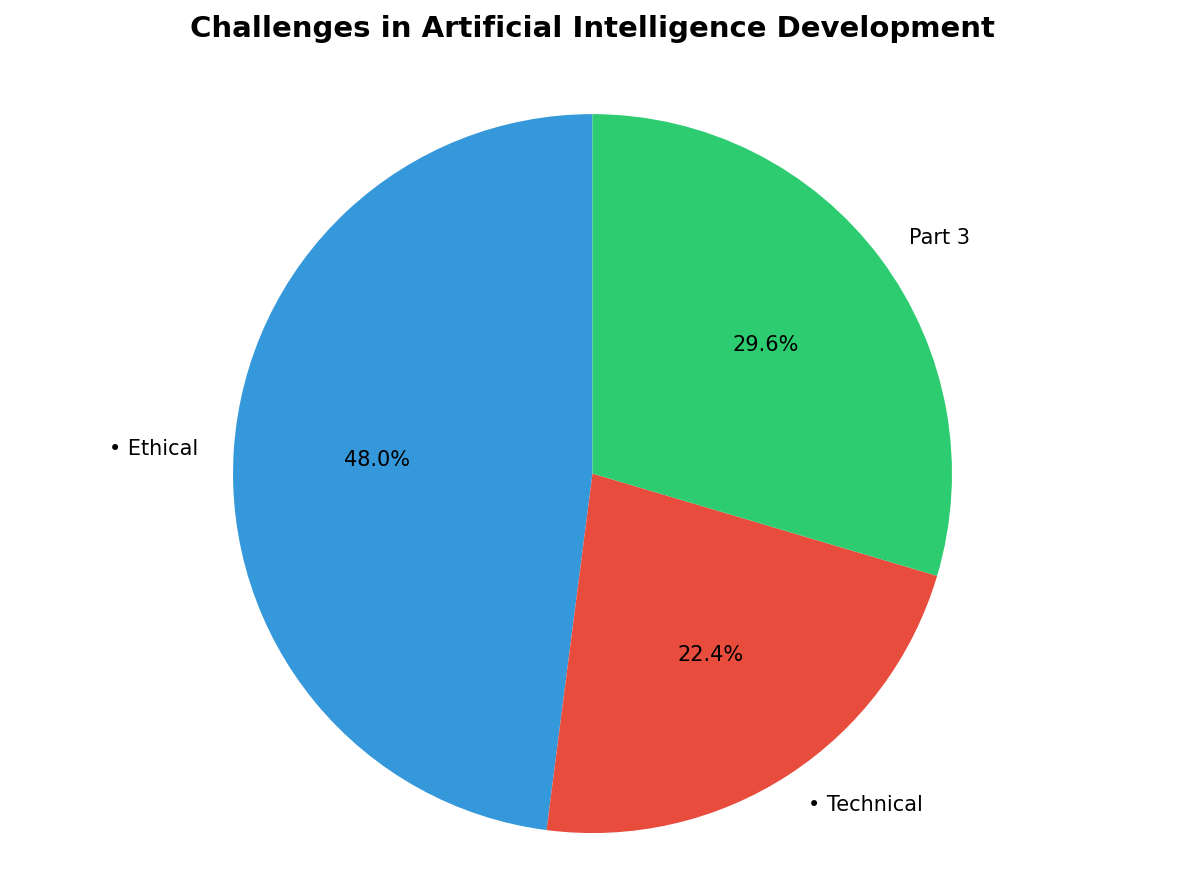 Challenges in Artificial Intelligence Development
Part 3
29.6%
• Ethical
48.0%
22.4%
• Technical